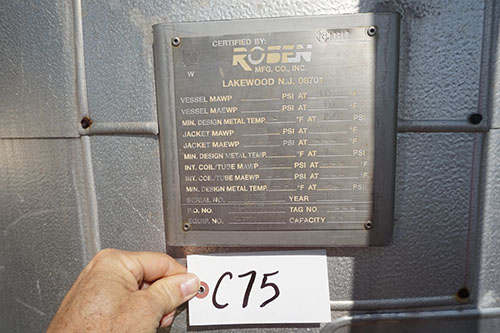 CERTIFIED BY:
ROBEN
MFG. CO., INC.
W
LAKEWOOD N.J. 08701
VESSEL MAWP PSI AT °F
VESSEL MAEWP PSI AT °F
MIN. DESIGN METAL TEMP. °F AT PSI
JACKET MAWP PSI AT °F
JACKET MAEWP PSI AT °F
MIN. DESIGN METAL TEMP. °F AT PSI
INT. COIL/TUBE MAWP PSI AT °F
INT. COIL/TUBE MAEWP PSI AT °F
MIN. DESIGN METAL TEMP. °F AT PSI
SERIAL NO. YEAR
P.O. NO. TAG NO.
EQUIP. NO. CAPACITY
C75